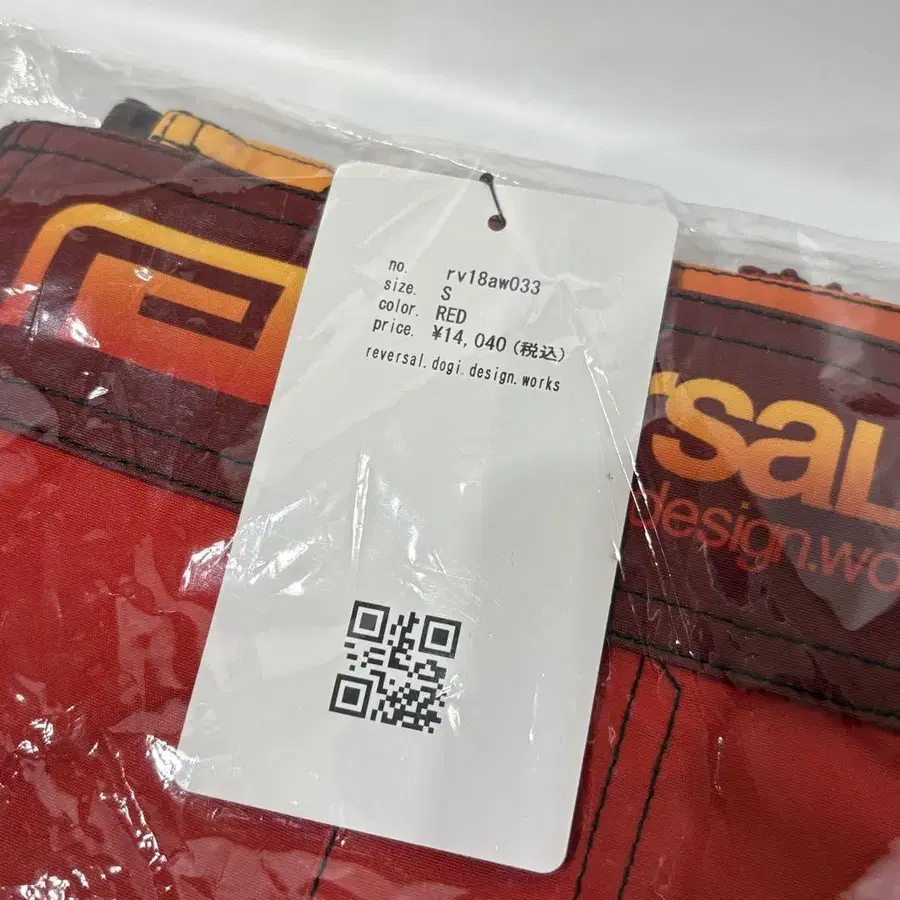 no. rv18aw033
size. S
color. RED
price. ¥14,040(税込)
reversal.dogi.design.works
rsaL
design.wo